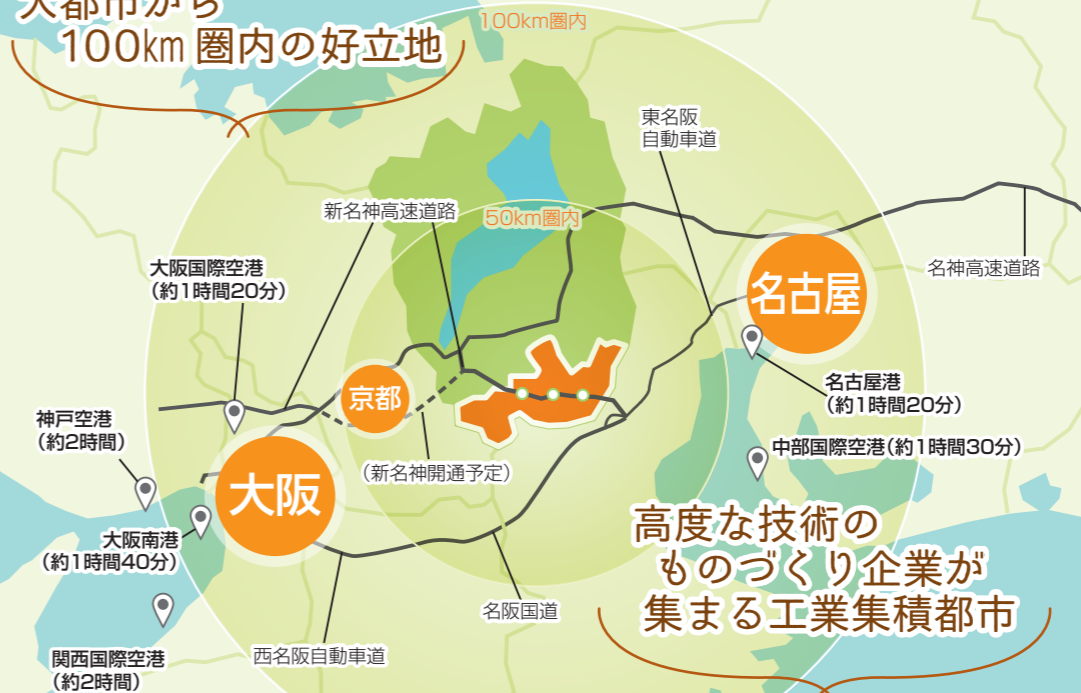 大都市から
100km圏内の好立地
100km圏内
東名阪
自動車道
新名神高速道路
50km圏内
大阪国際空港
（約1時間20分）
名神高速道路
名古屋
京都
名古屋港
（約1時間20分）
神戸空港
（約2時間）
中部国際空港（約1時間30分）
（新名神開通予定）
大阪
高度な技術の
ものづくり企業が
集まる工業集積都市
大阪南港
（約1時間40分）
名阪国道
西名阪自動車道
関西国際空港
（約2時間）